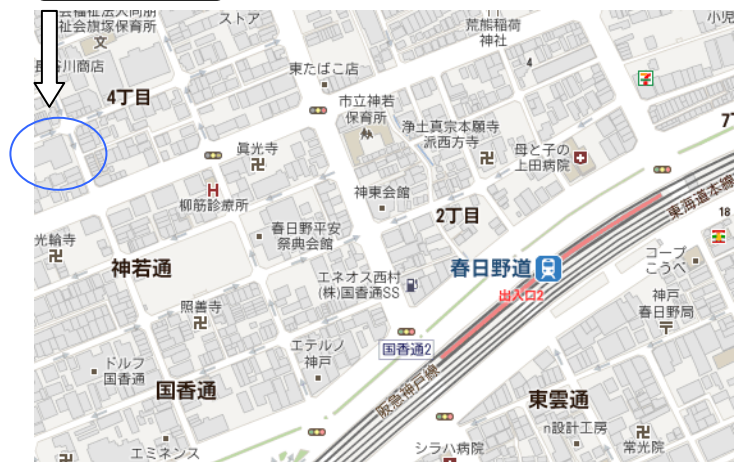 会福祉法人同朋
祉会旗塚保育所
ストア
荒熊稲荷
神社
小児
長谷川商店
東たばこ店
4
4丁目
市立神若
保育所
浄土真宗本願寺
派西方寺
母と子の
上田病院
7
眞光寺
H
柳筋診療所
神東会館
2丁目
東海道本線
18
光輪寺
春日野平安
祭典会館
神若通
エネオス西村
(株)国香通SS
春日野道
出入口2
コープ
こうべ
神戸
春日野局
照善寺
国香通2
エテルノ
神戸
ドルフ
国香通
国香通
阪急神戸線
東雲通
n設計工房
常光院
エミネンス
シラハ病院